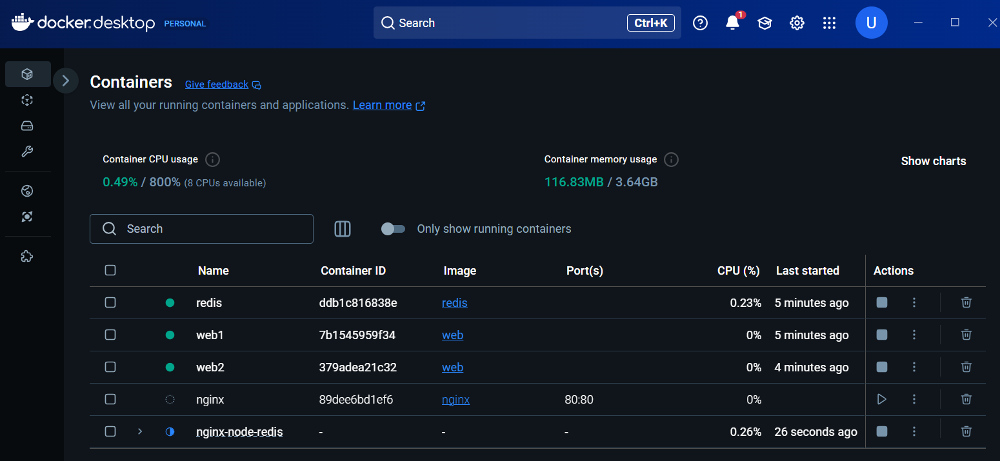 docker.desktop PERSONAL Search Ctrl+K 1 U
Containers Give feedback
View all your running containers and applications. Learn more
Container CPU usage Container memory usage Show charts
0.49% / 800% (8 CPUs available) 116.83MB / 3.64GB
Search Only show running containers
Name Container ID Image Port(s) CPU (%) Last started Actions
redis ddb1c816838e redis 0.23% 5 minutes ago
web1 7b1545959f34 web 0% 5 minutes ago
web2 379adea21c32 web 0% 4 minutes ago
nginx 89dee6bd1ef6 nginx 80:80 0%
nginx-node-redis - - - 0.26% 26 seconds ago